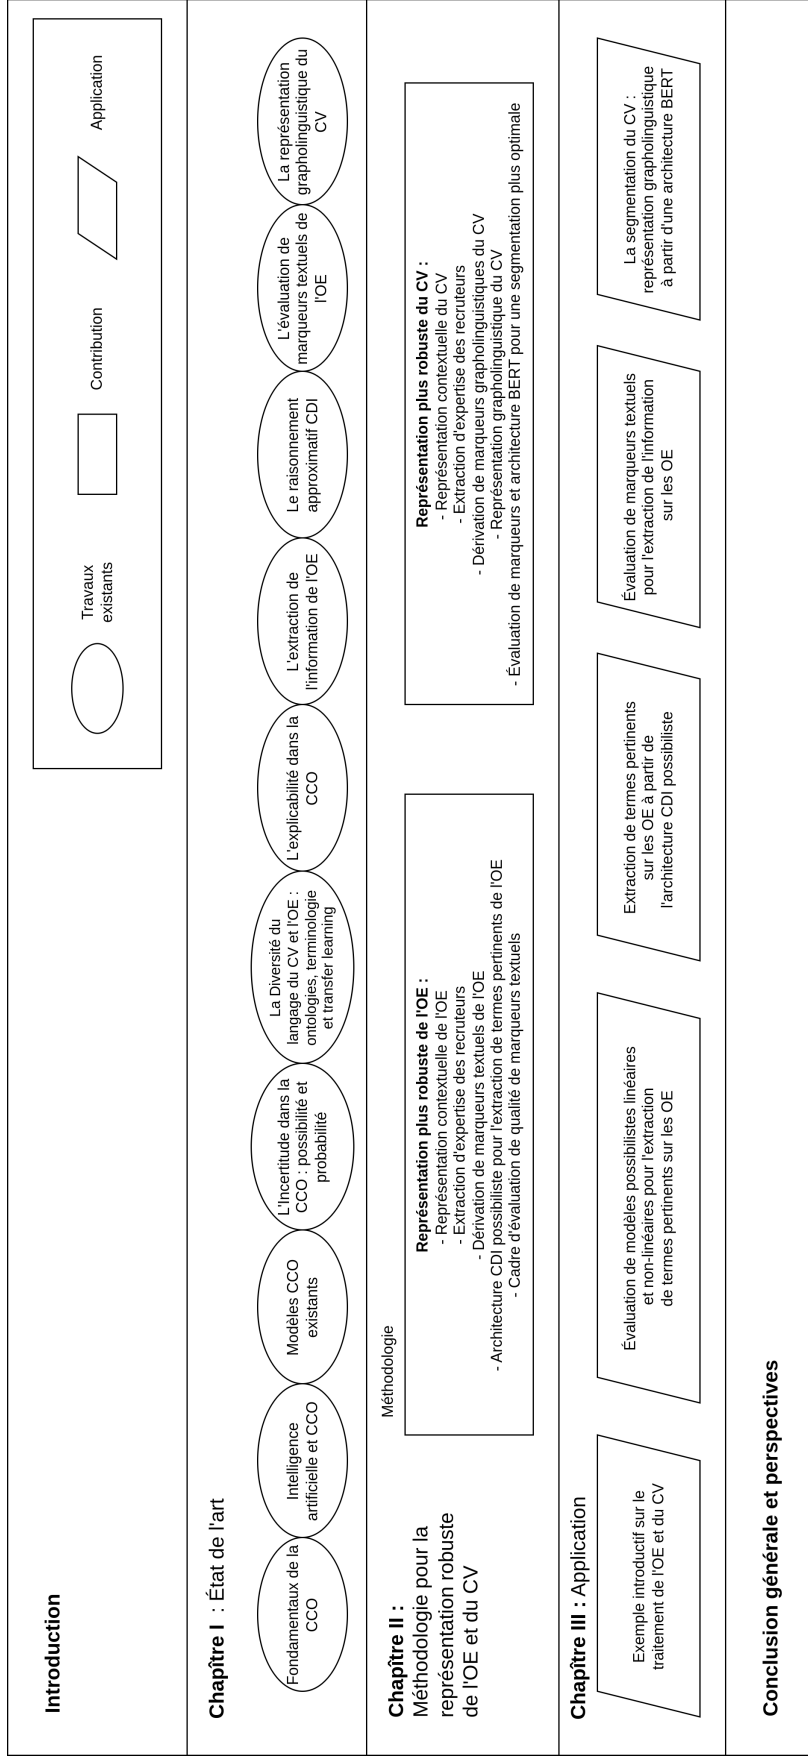 Introduction
Travaux
existants
Contribution
Application
Chapître I : État de l'art
Fondamentaux de la
CCO
Intelligence
artificielle et CCO
Modèles CCO
existants
L'Incertitude dans la
CCO : possibilité et
probabilité
La Diversité du
langage du CV et l'OE :
ontologies, terminologie
et transfer learning
L'explicabilité dans la
CCO
L'extraction de
l'information de l'OE
Le raisonnement
approximatif CDI
L'évaluation de
marqueurs textuels de
l'OE
La représentation
grapholinguistique du
CV
Chapître II :
Méthodologie pour la
représentation robuste
de l'OE et du CV
Méthodologie
Représentation plus robuste de l'OE :
- Représentation contextuelle de l'OE
- Extraction d'expertise des recruteurs
- Dérivation de marqueurs textuels de l'OE
- Architecture CDI possibiliste pour l'extraction de termes pertinents de l'OE
- Cadre d'évaluation de qualité de marqueurs textuels
Représentation plus robuste du CV :
- Représentation contextuelle du CV
- Extraction d'expertise des recruteurs
- Dérivation de marqueurs grapholinguistiques du CV
- Représentation grapholinguistique du CV
- Évaluation de marqueurs et architecture BERT pour une segmentation plus optimale
Chapître III : Application
Exemple introductif sur le
traitement de l'OE et du CV
Évaluation de modèles possibilistes linéaires
et non-linéaires pour l'extraction
de termes pertinents sur les OE
Extraction de termes pertinents
sur les OE à partir de
l'architecture CDI possibiliste
Évaluation de marqueurs textuels
pour l'extraction de l'information
sur les OE
La segmentation du CV :
représentation grapholinguistique
à partir d'une architecture BERT
Conclusion générale et perspectives